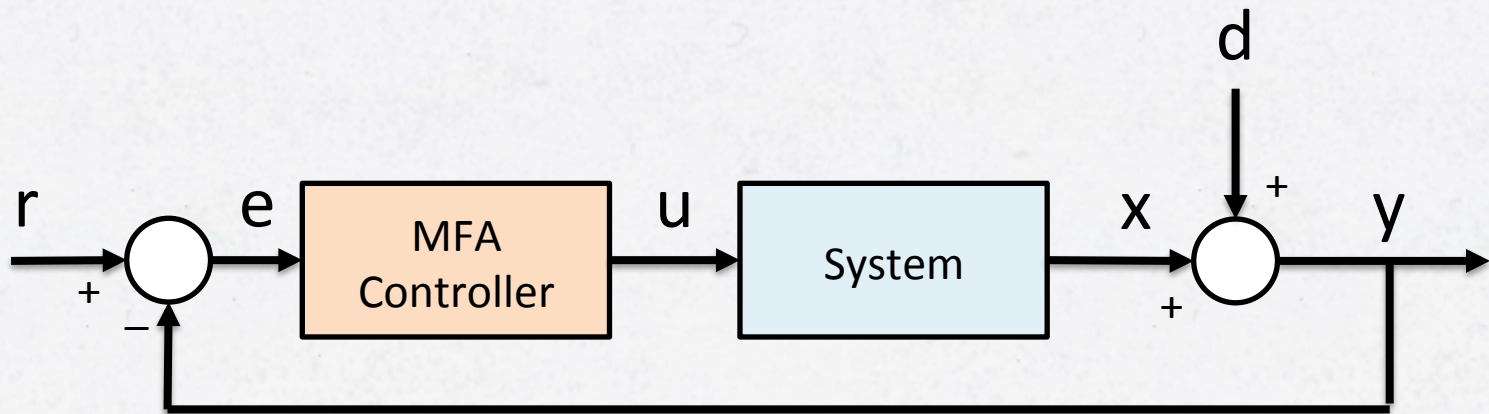 d
r
e
MFA
Controller
u
System
x
+
y
+
+
–